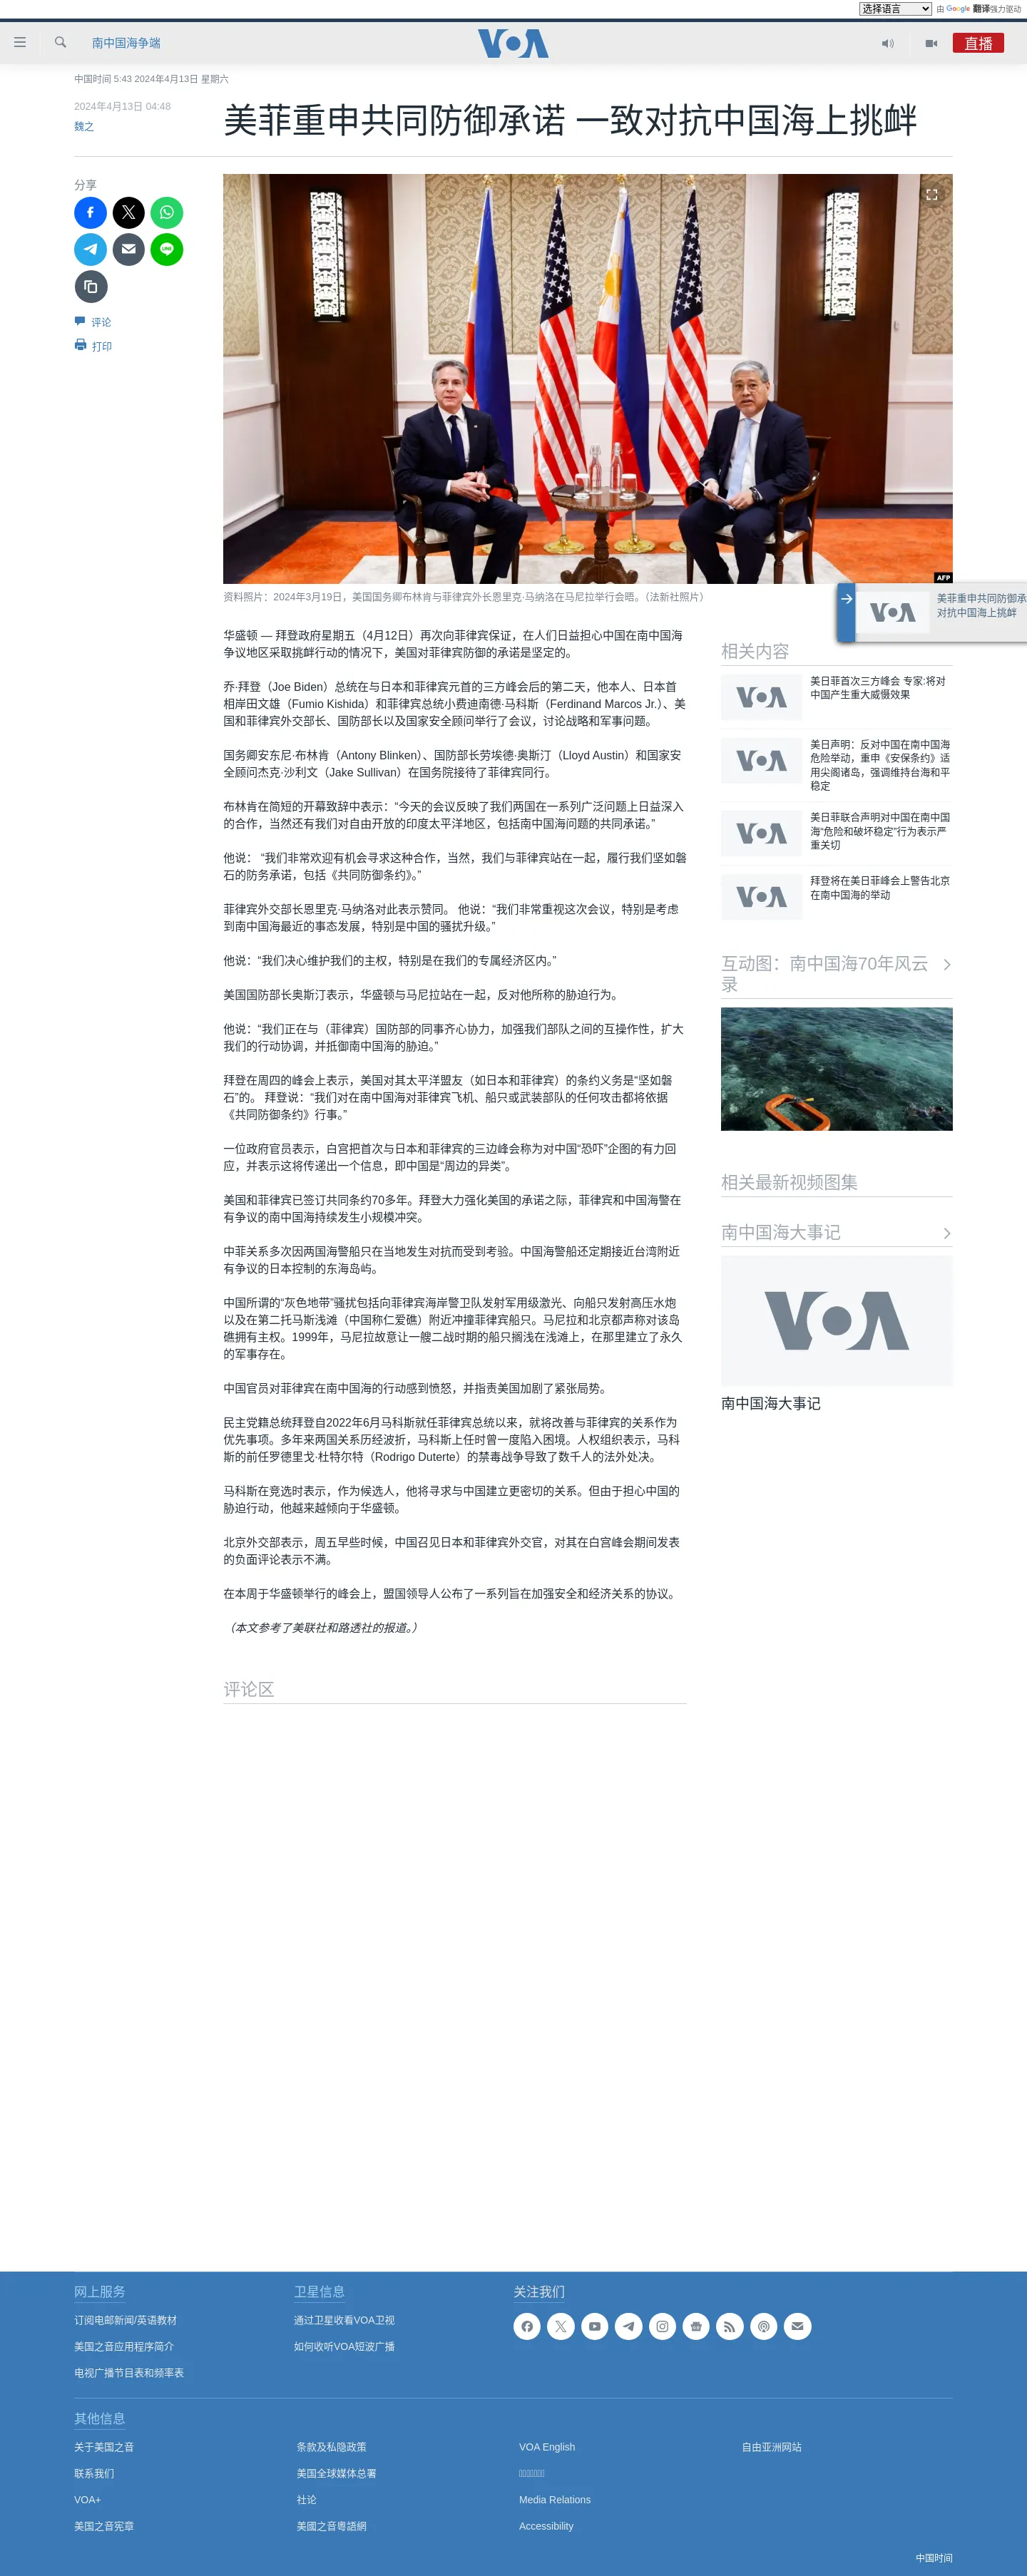 选择语言 由 Google 翻译强力驱动
南中国海争端
VOA
直播
中国时间 5:43 2024年4月13日 星期六
2024年4月13日 04:48
魏之
美菲重申共同防御承诺 一致对抗中国海上挑衅
分享
评论
打印
AFP
资料照片：2024年3月19日，美国国务卿布林肯与菲律宾外长恩里克·马纳洛在马尼拉举行会晤。（法新社照片）
美菲重申共同防御承
对抗中国海上挑衅
VOA
华盛顿 — 拜登政府星期五（4月12日）再次向菲律宾保证，在人们日益担心中国在南中国海
争议地区采取挑衅行动的情况下，美国对菲律宾防御的承诺是坚定的。
乔·拜登（Joe Biden）总统在与日本和菲律宾元首的三方峰会后的第二天，他本人、日本首
相岸田文雄（Fumio Kishida）和菲律宾总统小费迪南德·马科斯（Ferdinand Marcos Jr.）、美
国和菲律宾外交部长、国防部长以及国家安全顾问举行了会议，讨论战略和军事问题。
国务卿安东尼·布林肯（Antony Blinken）、国防部长劳埃德·奥斯汀（Lloyd Austin）和国家安
全顾问杰克·沙利文（Jake Sullivan）在国务院接待了菲律宾同行。
布林肯在简短的开幕致辞中表示：“今天的会议反映了我们两国在一系列广泛问题上日益深入
的合作，当然还有我们对自由开放的印度太平洋地区，包括南中国海问题的共同承诺。”
他说： “我们非常欢迎有机会寻求这种合作，当然，我们与菲律宾站在一起，履行我们坚如磐
石的防务承诺，包括《共同防御条约》。”
菲律宾外交部长恩里克·马纳洛对此表示赞同。 他说：“我们非常重视这次会议，特别是考虑
到南中国海最近的事态发展，特别是中国的骚扰升级。”
他说：“我们决心维护我们的主权，特别是在我们的专属经济区内。”
美国国防部长奥斯汀表示，华盛顿与马尼拉站在一起，反对他所称的胁迫行为。
他说：“我们正在与（菲律宾）国防部的同事齐心协力，加强我们部队之间的互操作性，扩大
我们的行动协调，并抵御南中国海的胁迫。”
拜登在周四的峰会上表示，美国对其太平洋盟友（如日本和菲律宾）的条约义务是“坚如磐
石”的。 拜登说：“我们对在南中国海对菲律宾飞机、船只或武装部队的任何攻击都将依据
《共同防御条约》行事。”
一位政府官员表示，白宫把首次与日本和菲律宾的三边峰会称为对中国“恐吓”企图的有力回
应，并表示这将传递出一个信息，即中国是“周边的异类”。
美国和菲律宾已签订共同条约70多年。拜登大力强化美国的承诺之际，菲律宾和中国海警在
有争议的南中国海持续发生小规模冲突。
中菲关系多次因两国海警船只在当地发生对抗而受到考验。中国海警船还定期接近台湾附近
有争议的日本控制的东海岛屿。
中国所谓的“灰色地带”骚扰包括向菲律宾海岸警卫队发射军用级激光、向船只发射高压水炮
以及在第二托马斯浅滩（中国称仁爱礁）附近冲撞菲律宾船只。马尼拉和北京都声称对该岛
礁拥有主权。1999年，马尼拉故意让一艘二战时期的船只搁浅在浅滩上，在那里建立了永久
的军事存在。
中国官员对菲律宾在南中国海的行动感到愤怒，并指责美国加剧了紧张局势。
民主党籍总统拜登自2022年6月马科斯就任菲律宾总统以来，就将改善与菲律宾的关系作为
优先事项。多年来两国关系历经波折，马科斯上任时曾一度陷入困境。人权组织表示，马科
斯的前任罗德里戈·杜特尔特（Rodrigo Duterte）的禁毒战争导致了数千人的法外处决。
马科斯在竞选时表示，作为候选人，他将寻求与中国建立更密切的关系。但由于担心中国的
胁迫行动，他越来越倾向于华盛顿。
北京外交部表示，周五早些时候，中国召见日本和菲律宾外交官，对其在白宫峰会期间发表
的负面评论表示不满。
在本周于华盛顿举行的峰会上，盟国领导人公布了一系列旨在加强安全和经济关系的协议。
（本文参考了美联社和路透社的报道。）
评论区
相关内容
VOA
美日菲首次三方峰会 专家:将对
中国产生重大威慑效果
VOA
美日声明：反对中国在南中国海
危险举动，重申《安保条约》适
用尖阁诸岛，强调维持台海和平
稳定
VOA
美日菲联合声明对中国在南中国
海“危险和破坏稳定”行为表示严
重关切
VOA
拜登将在美日菲峰会上警告北京
在南中国海的举动
互动图：南中国海70年风云
录
相关最新视频图集
南中国海大事记
VOA
南中国海大事记
网上服务
订阅电邮新闻/英语教材
美国之音应用程序简介
电视广播节目表和频率表
卫星信息
通过卫星收看VOA卫视
如何收听VOA短波广播
关注我们
其他信息
关于美国之音
联系我们
VOA+
美国之音宪章
条款及私隐政策
美国全球媒体总署
社论
美國之音粵語網
VOA English
Media Relations
Accessibility
自由亚洲网站
中国时间